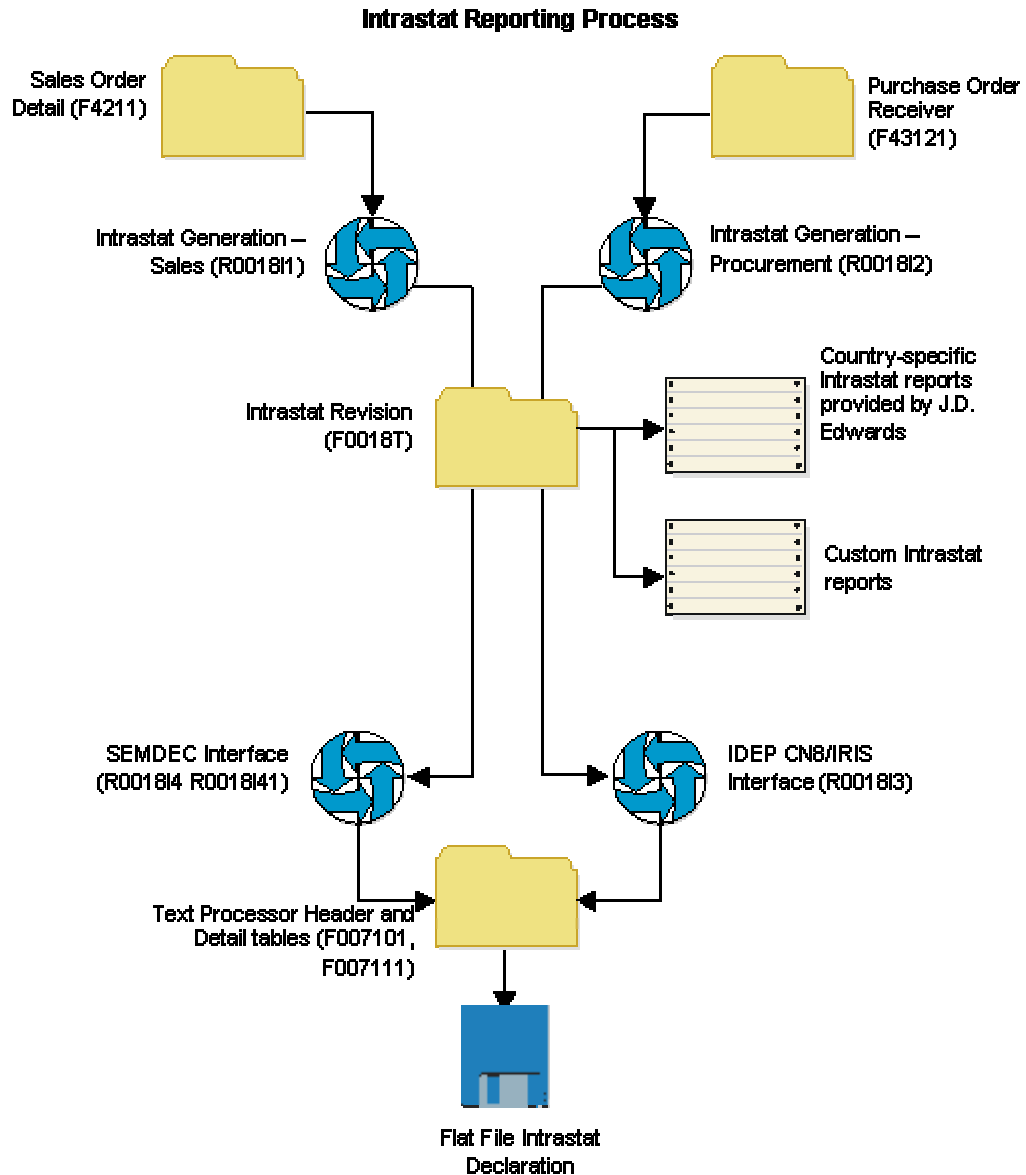 Intrastat Reporting Process
Sales Order
Detail (F4211)
Purchase Order
Receiver
(F43121)
Intrastat Generation –
Sales (R0018I1)
Intrastat Generation –
Procurement (R0018I2)
Country-specific
Intrastat reports
provided by J.D.
Edwards
Intrastat Revision
(F0018T)
Custom Intrastat
reports
SEMDEC Interface
(R0018I4 R0018I41)
IDEP CN8/IRIS
Interface (R0018I3)
Text Processor Header and
Detail tables (F007101,
F007111)
Flat File Intrastat
Declaration